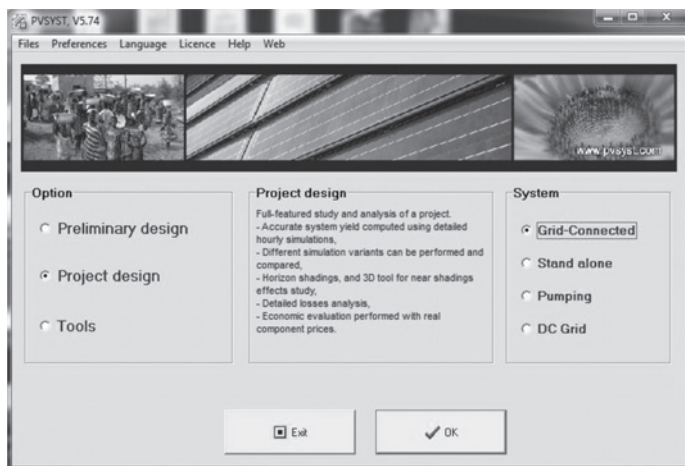 PVSYST, V5.74
Files Preferences Language Licence Help Web
www.pvsyst.com
Option
Preliminary design
Project design
Tools
Project design
Full-featured study and analysis of a project.
- Accurate system yield computed using detailed
hourly simulations,
- Different simulation variants can be performed and
compared,
- Horizon shadings, and 3D tool for near shadings
effects study,
- Detailed losses analysis,
- Economic evaluation performed with real
component prices.
System
Grid-Connected
Stand alone
Pumping
DC Grid
Exit
OK